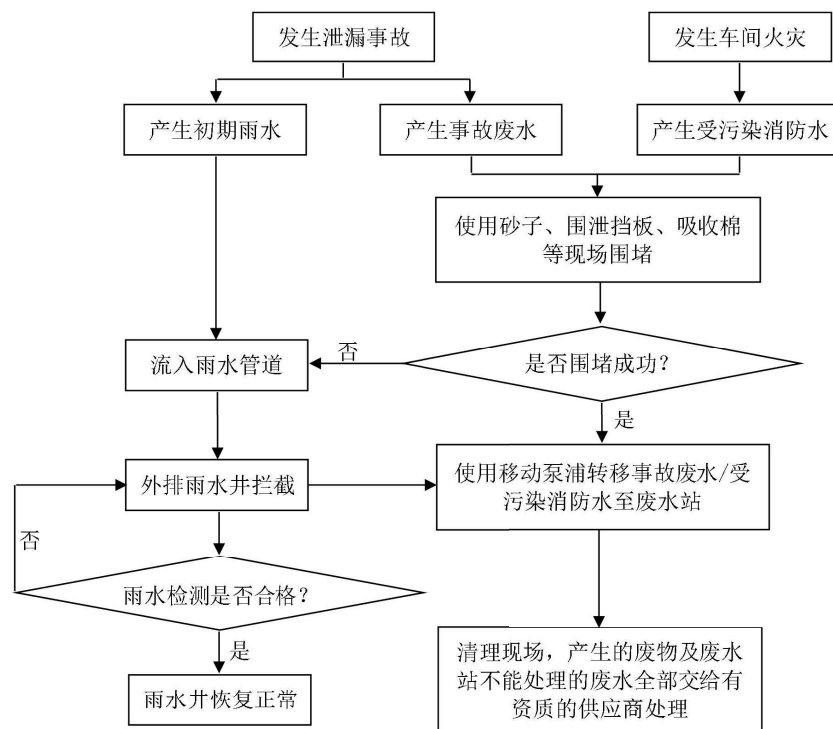 发生泄漏事故
发生车间火灾
产生初期雨水
产生事故废水
产生受污染消防水
使用砂子、围泄挡板、吸收棉
等现场围堵
流入雨水管道
否
是否围堵成功？
是
外排雨水井拦截
使用移动泵浦转移事故废水/受
污染消防水至废水站
否
雨水检测是否合格？
是
雨水井恢复正常
清理现场，产生的废物及废水
站不能处理的废水全部交给有
资质的供应商处理